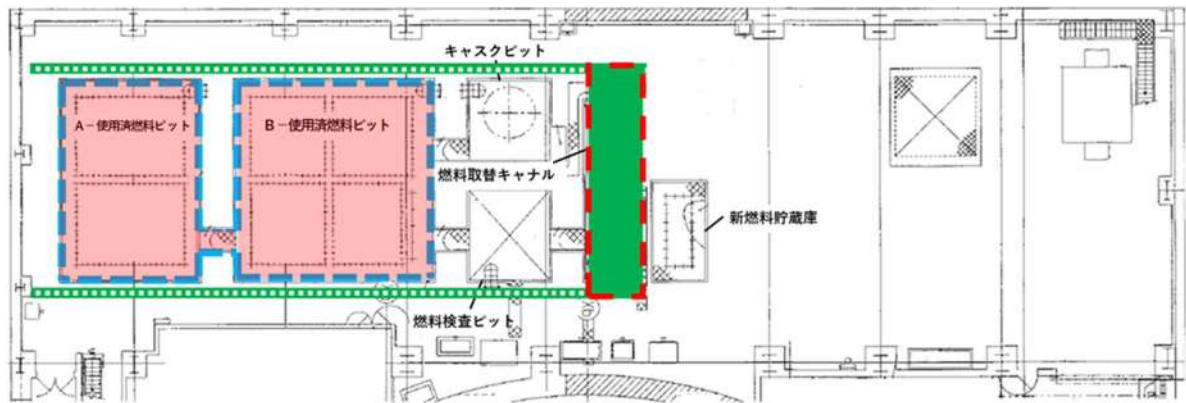 キャスクピット
A－使用済燃料ピット
B－使用済燃料ピット
燃料取替キャナル
新燃料貯蔵庫
燃料検査ピット